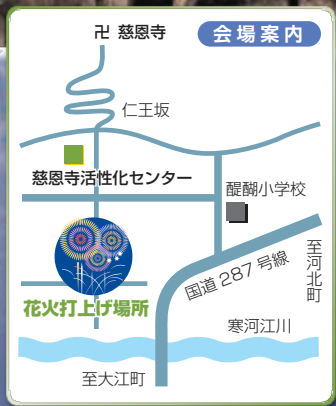 卍 慈恩寺
会場案内
仁王坂
慈恩寺活性化センター
醍醐小学校
国道287号線
至河北町
花火打上げ場所
寒河江川
至大江町